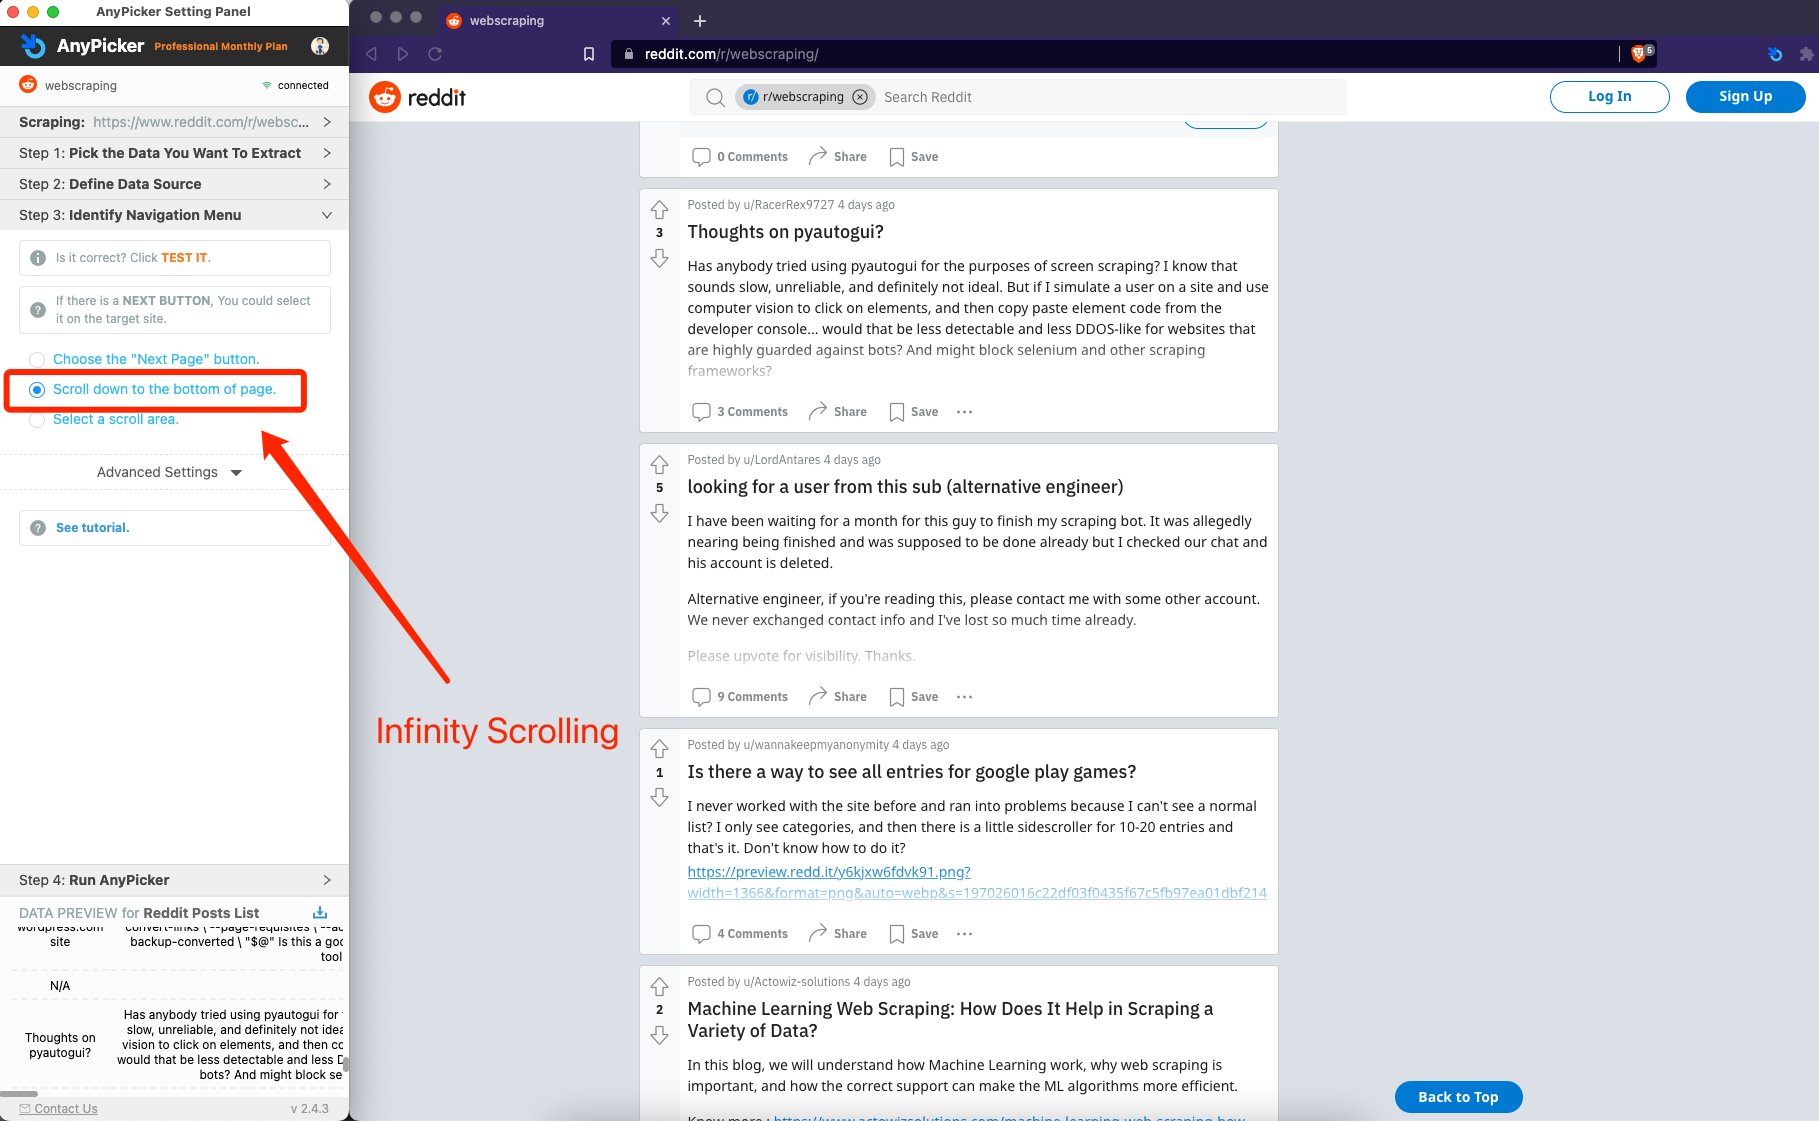 AnyPicker Setting Panel
AnyPicker Professional Monthly Plan
webscraping
connected
Scraping: https://www.reddit.com/r/websc...
Step 1: Pick the Data You Want To Extract
Step 2: Define Data Source
Step 3: Identify Navigation Menu
Is it correct? Click TEST IT.
If there is a NEXT BUTTON, You could select
it on the target site.
Choose the "Next Page" button.
Scroll down to the bottom of page.
Select a scroll area.
Advanced Settings
See tutorial.
Infinity Scrolling
Step 4: Run AnyPicker
DATA PREVIEW for Reddit Posts List
wordpress.com
site
convert-links \ --page-requisites \ --ad
backup-converted \ "$@" Is this a goo
tool
N/A
Thoughts on
pyautogui?
Has anybody tried using pyautogui for
slow, unreliable, and definitely not idea
vision to click on elements, and then co
would that be less detectable and less D
bots? And might block se
Contact Us
v 2.4.3
webscraping
reddit.com/r/webscraping/
5
reddit
r/webscraping
Search Reddit
Log In
Sign Up
0 Comments Share Save
Posted by u/RacerRex9727 4 days ago
3
Thoughts on pyautogui?
Has anybody tried using pyautogui for the purposes of screen scraping? I know that
sounds slow, unreliable, and definitely not ideal. But if I simulate a user on a site and use
computer vision to click on elements, and then copy paste element code from the
developer console... would that be less detectable and less DDOS-like for websites that
are highly guarded against bots? And might block selenium and other scraping
frameworks?
3 Comments Share Save
Posted by u/LordAntares 4 days ago
5
looking for a user from this sub (alternative engineer)
I have been waiting for a month for this guy to finish my scraping bot. It was allegedly
nearing being finished and was supposed to be done already but I checked our chat and
his account is deleted.
Alternative engineer, if you're reading this, please contact me with some other account.
We never exchanged contact info and I've lost so much time already.
Please upvote for visibility. Thanks.
9 Comments Share Save
Posted by u/wannakeepmyanonymity 4 days ago
1
Is there a way to see all entries for google play games?
I never worked with the site before and ran into problems because I can't see a normal
list? I only see categories, and then there is a little sidescroller for 10-20 entries and
that's it. Don't know how to do it?
https://preview.redd.it/y6kjxw6fdvk91.png?
width=1366&format=png&auto=webp&s=197026016c22df03f0435f67c5fb97ea01dbf214
4 Comments Share Save
Posted by u/Actowiz-solutions 4 days ago
2
Machine Learning Web Scraping: How Does It Help in Scraping a
Variety of Data?
In this blog, we will understand how Machine Learning work, why web scraping is
important, and how the correct support can make the ML algorithms more efficient.
Know more : https://www.actowizsolutions.com/machine-learning-web-scraping-how-
Back to Top